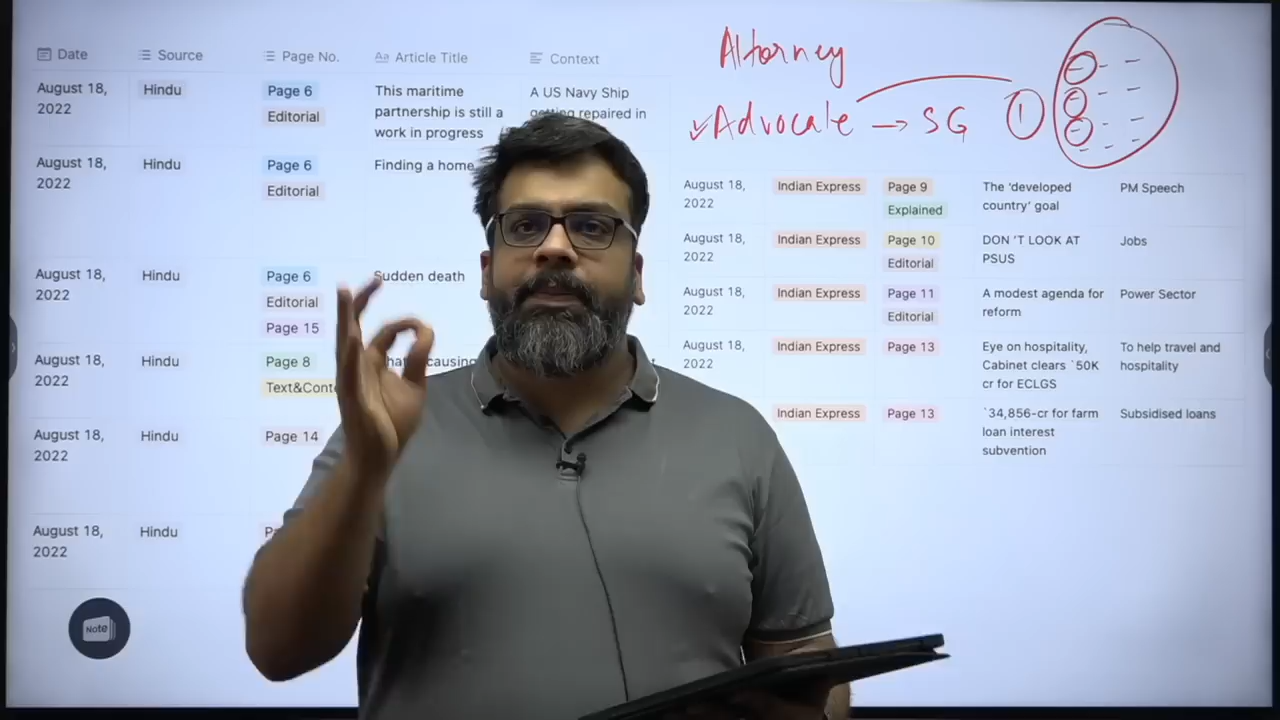 Date
Source
Page No.
Aa Article Title
Context
August 18,
2022
Hindu
Page 6
Editorial
This maritime
partnership is still a
work in progress
A US Navy Ship
getting repaired in
August 18,
2022
Hindu
Page 6
Editorial
Finding a home
August 18,
2022
Hindu
Page 6
Editorial
Page 15
Sudden death
August 18,
2022
Hindu
Page 8
causing
August 18,
2022
Hindu
Page 14
August 18,
2022
Hindu
Note
Attorney
✓Advocate → SG 1
August 18,
2022
Indian Express
Page 9
Explained
The 'developed
country' goal
PM Speech
August 18,
2022
Indian Express
Page 10
Editorial
DON 'T LOOK AT
PSUS
Jobs
August 18,
2022
Indian Express
Page 11
Editorial
A modest agenda for
reform
Power Sector
August 18,
2022
Indian Express
Page 13
Eye on hospitality,
Cabinet clears `50K
cr for ECLGS
To help travel and
hospitality
Indian Express
Page 13
`34,856-cr for farm
loan interest
subvention
Subsidised loans